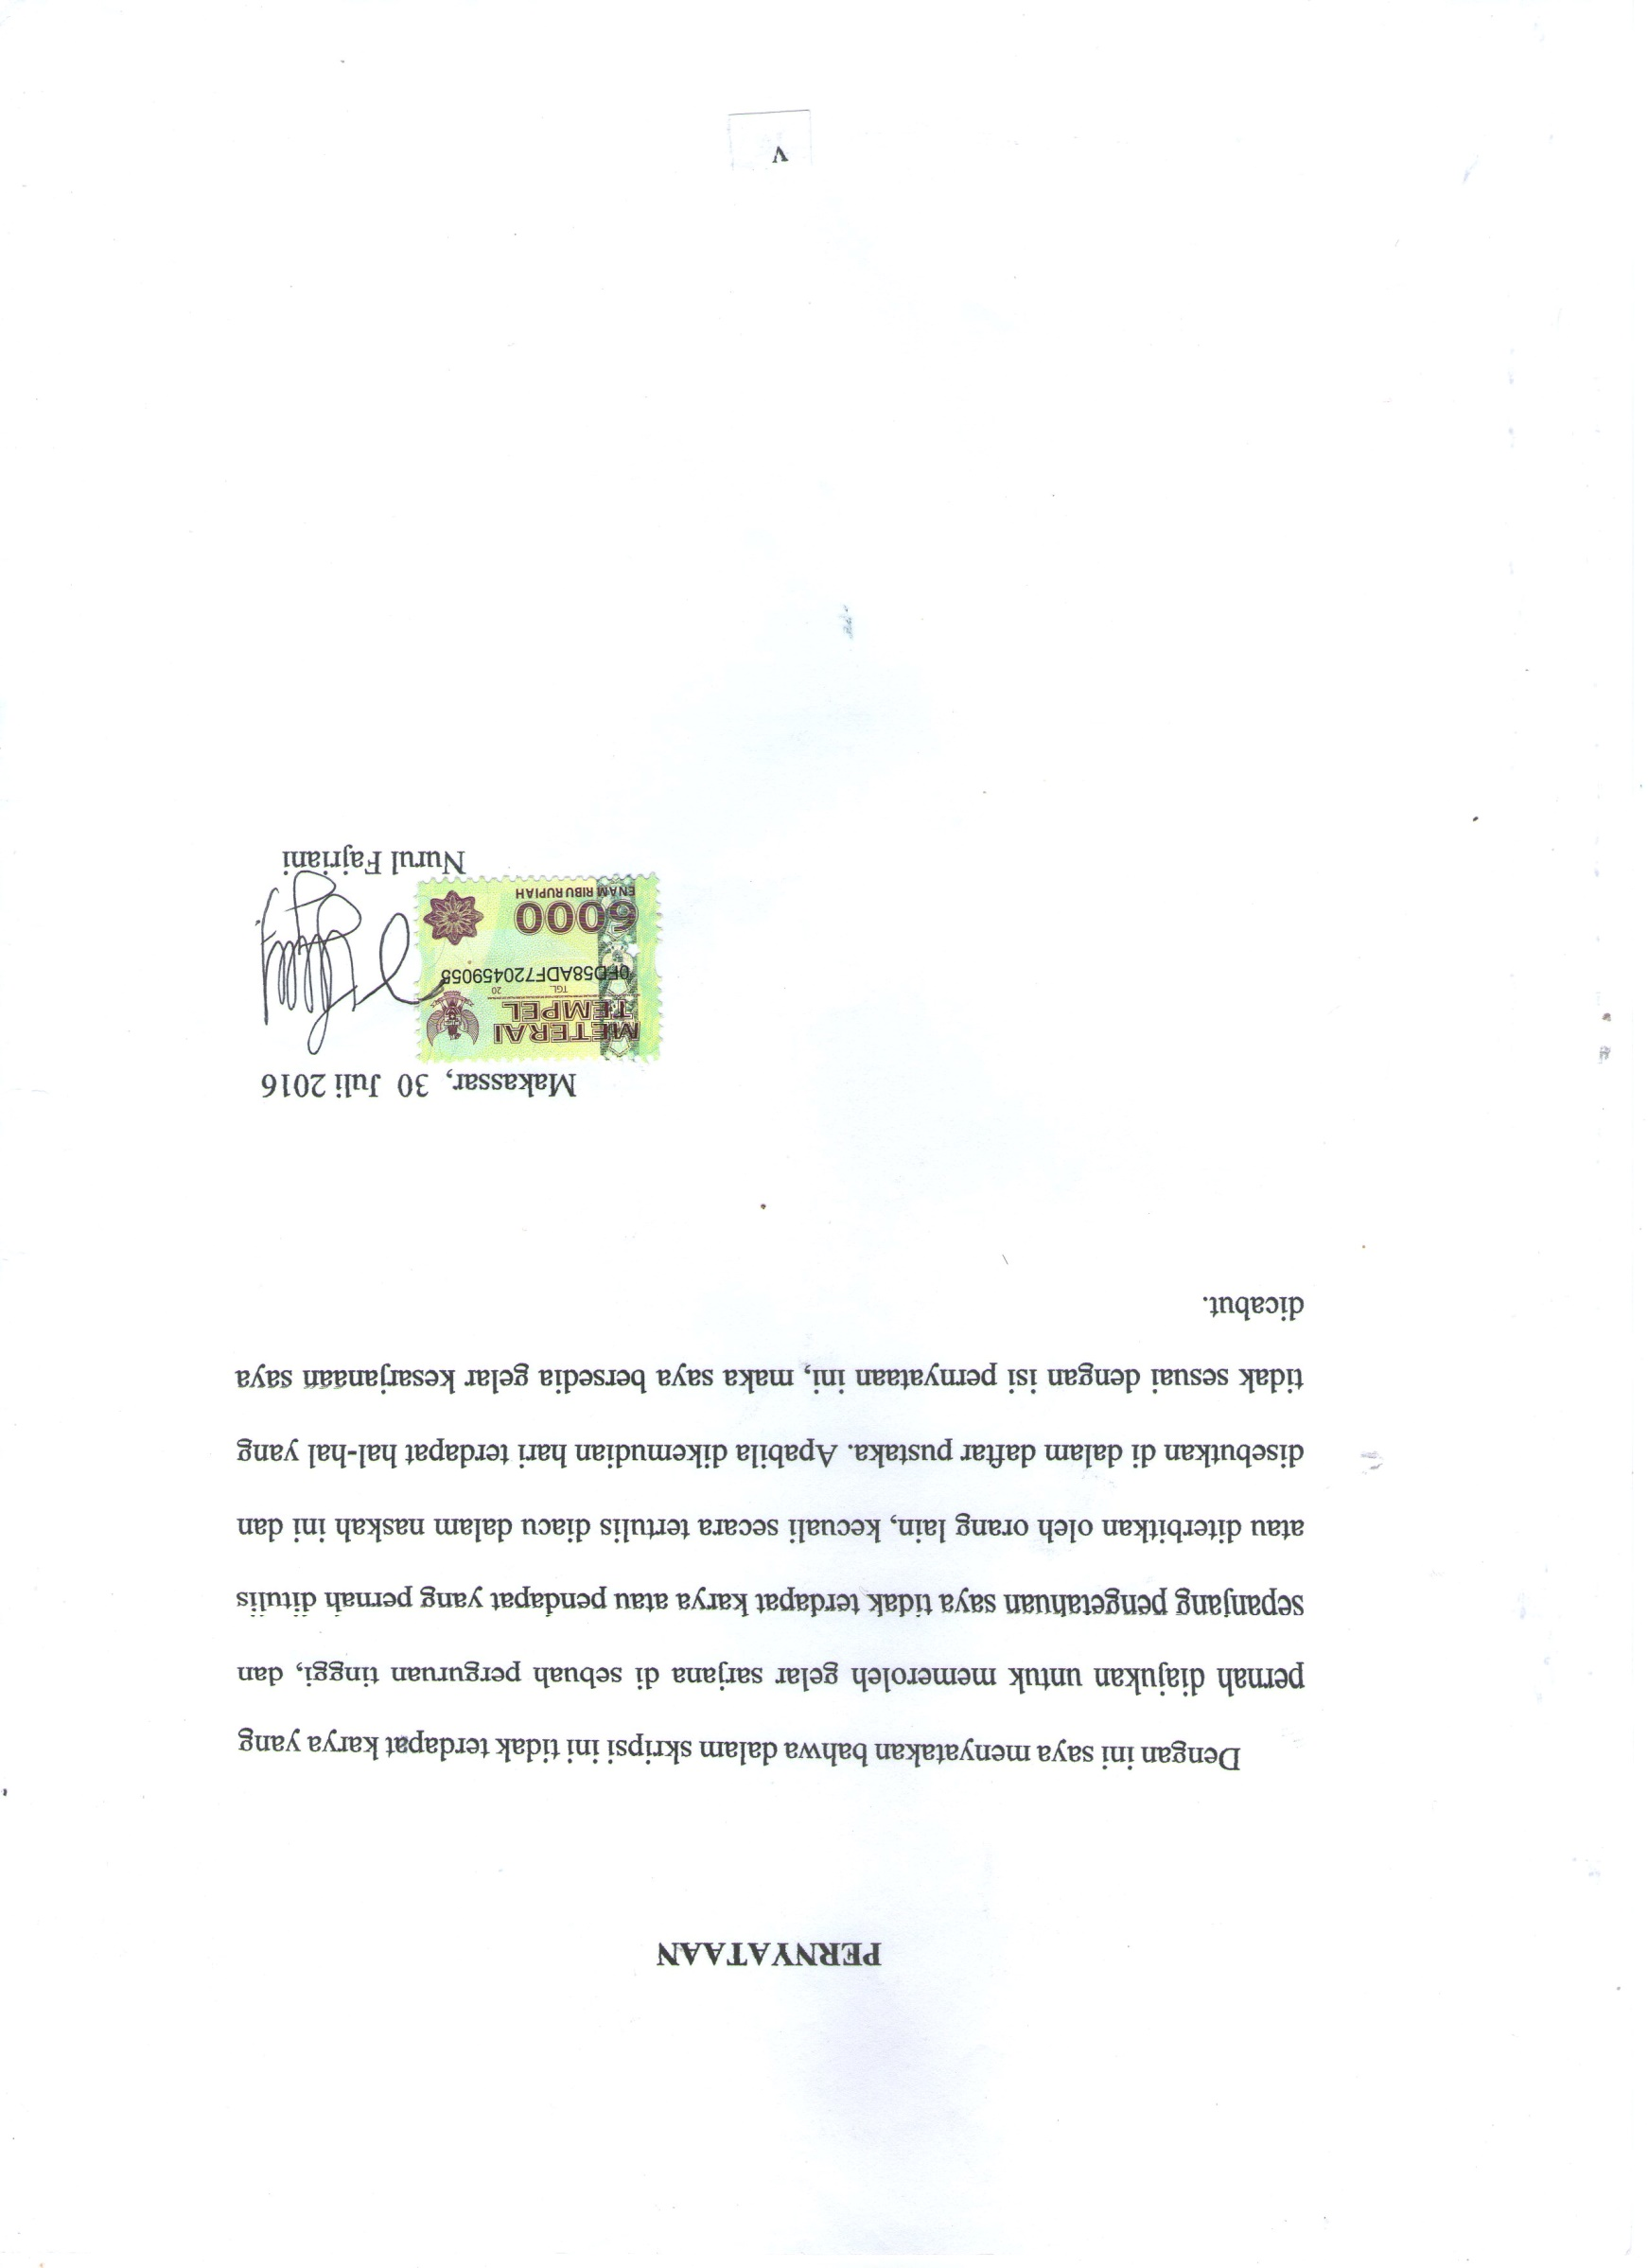 PERNYATAAN
Dengan ini saya menyatakan bahwa dalam skripsi ini tidak terdapat karya yang
pernah diajukan untuk memeroleh gelar sarjana di sebuah perguruan tinggi, dan
sepanjang pengetahuan saya tidak terdapat karya atau pendapat yang pernah ditulis
atau diterbitkan oleh orang lain, kecuali secara tertulis diacu dalam naskah ini dan
disebutkan di dalam daftar pustaka. Apabila dikemudian hari terdapat hal-hal yang
tidak sesuai dengan isi pernyataan ini, maka saya bersedia gelar kesarjanaan saya
dicabut.
Makassar, 30 Juli 2016
METERAI
TEMPEL
TGL 20
0FD58ADF720459055
6000
ENAM RIBU RUPIAH
Nurul Fajriani
v